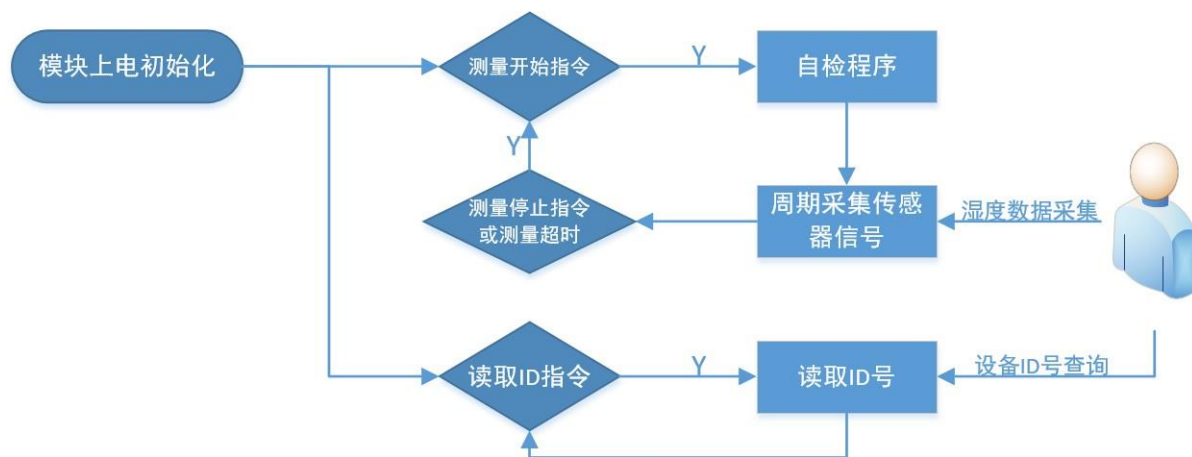 模块上电初始化
测量开始指令
Y
自检程序
Y
测量停止指令
或测量超时
周期采集传感
器信号
湿度数据采集
读取ID指令
Y
读取ID号
设备ID号查询